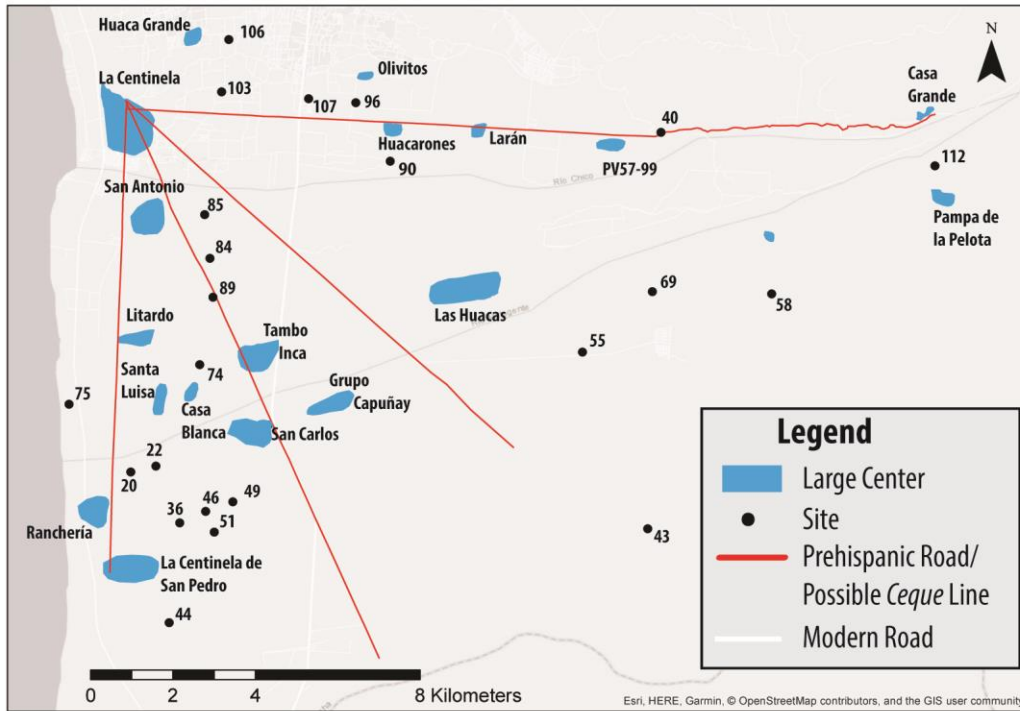 Huaca Grande
106
La Centinela
103
107
Olivitos
96
N
Casa
Grande
40
Huacarones
Larán
PV57-99
90
Río Chico
112
Pampa de
la Pelota
San Antonio
85
84
89
Las Huacas
69
58
55
Litardo
Tambo
Inca
74
Santa
Luisa
75
Casa
Blanca
Grupo
Capuñay
San Carlos
22
20
36
46
49
51
Ranchería
43
La Centinela de
San Pedro
44
Legend
Large Center
Site
Prehispanic Road/
Possible Ceque Line
Modern Road
0 2 4 8 Kilometers
Esri, HERE, Garmin, © OpenStreetMap contributors, and the GIS user community